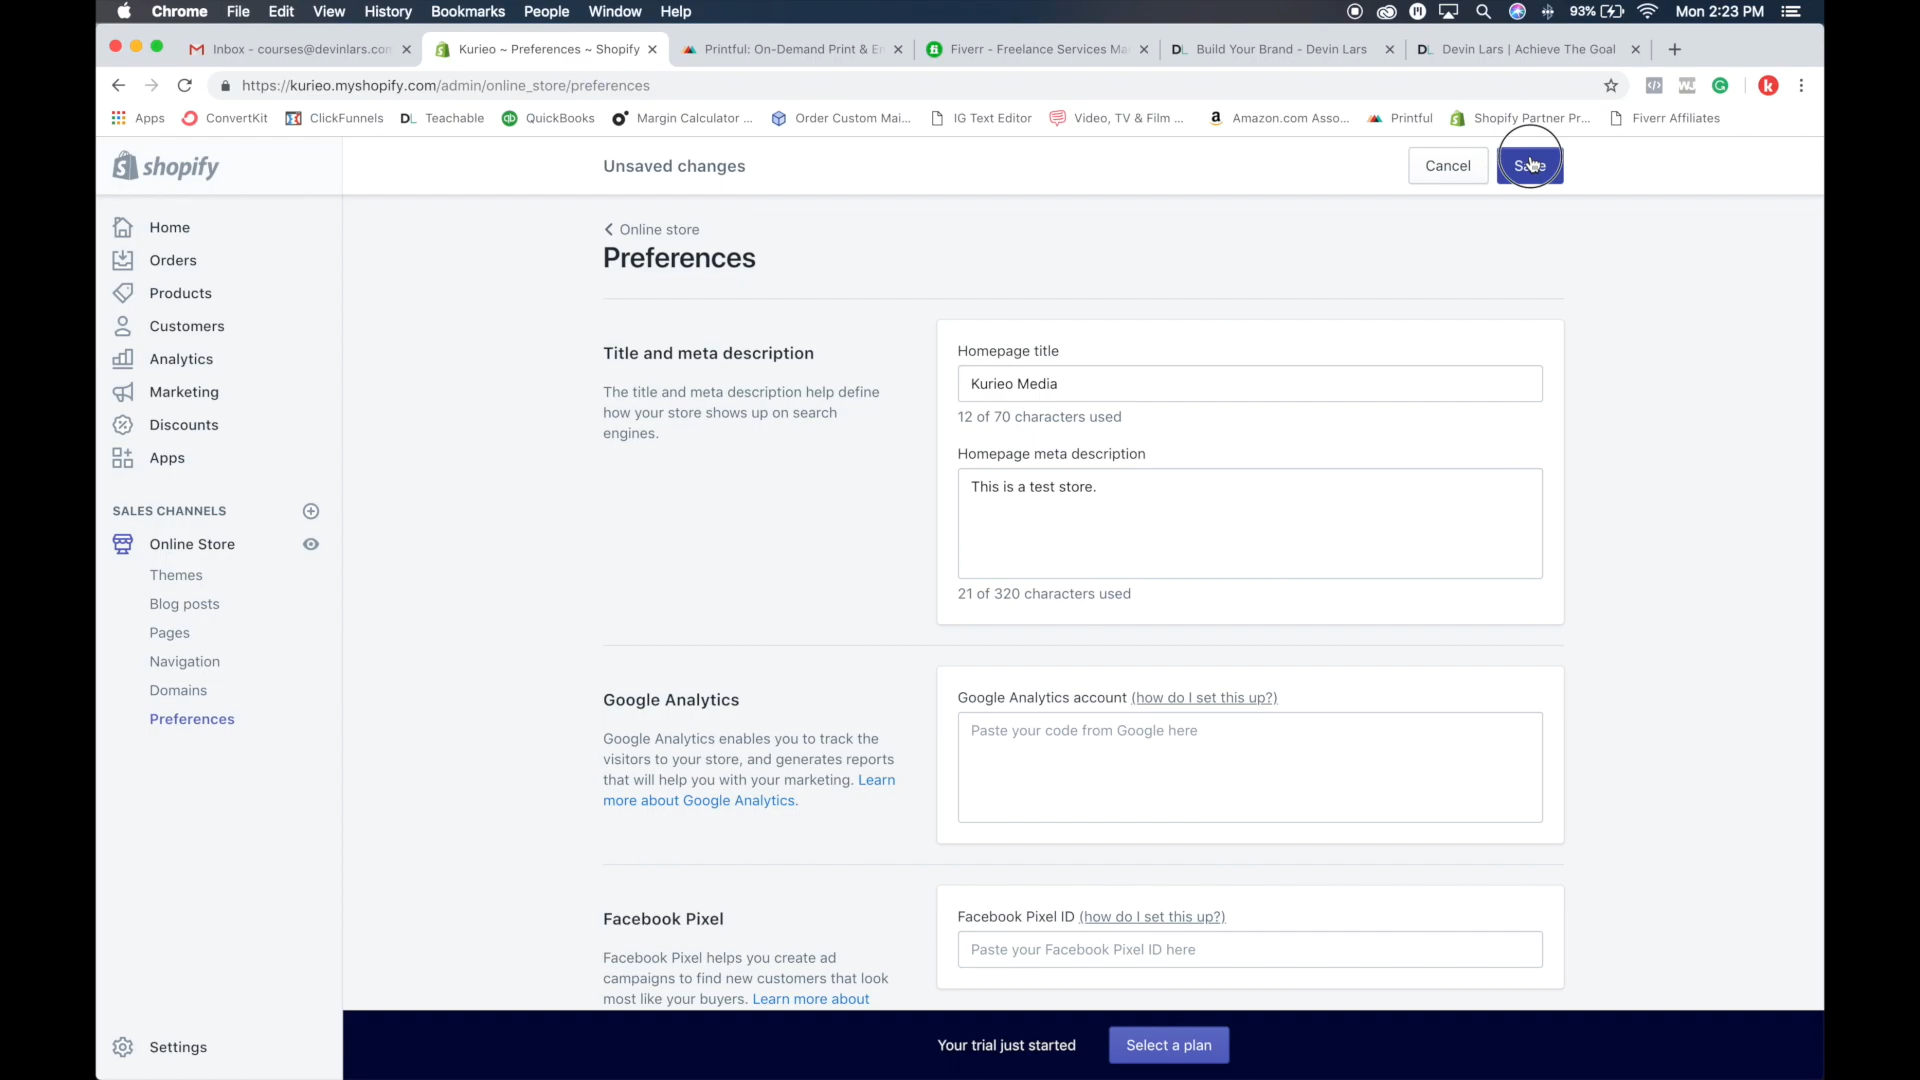 Chrome File Edit View History Bookmarks People Window Help 93% Mon 2:23 PM
Inbox - courses@devinlars.con Kurieo ~ Preferences ~ Shopify Printful: On-Demand Print & En Fiverr - Freelance Services Ma DL Build Your Brand - Devin Lars DL Devin Lars | Achieve The Goal
https://kurieo.myshopify.com/admin/online_store/preferences k
Apps ConvertKit ClickFunnels DL Teachable QuickBooks Margin Calculator ... Order Custom Mai... IG Text Editor Video, TV & Film ... Amazon.com Asso... Printful Shopify Partner Pr... Fiverr Affiliates
shopify
Unsaved changes
Cancel
Home
Orders
Products
Customers
Analytics
Marketing
Discounts
Apps
SALES CHANNELS
Online Store
Themes
Blog posts
Pages
Navigation
Domains
Preferences
Settings
Online store
Preferences
Title and meta description
The title and meta description help define
how your store shows up on search
engines.
Homepage title
Kurieo Media
12 of 70 characters used
Homepage meta description
This is a test store.
21 of 320 characters used
Google Analytics
Google Analytics enables you to track the
visitors to your store, and generates reports
that will help you with your marketing. Learn
more about Google Analytics.
Google Analytics account (how do I set this up?)
Paste your code from Google here
Facebook Pixel
Facebook Pixel helps you create ad
campaigns to find new customers that look
most like your buyers. Learn more about
Facebook Pixel ID (how do I set this up?)
Paste your Facebook Pixel ID here
Your trial just started
Select a plan